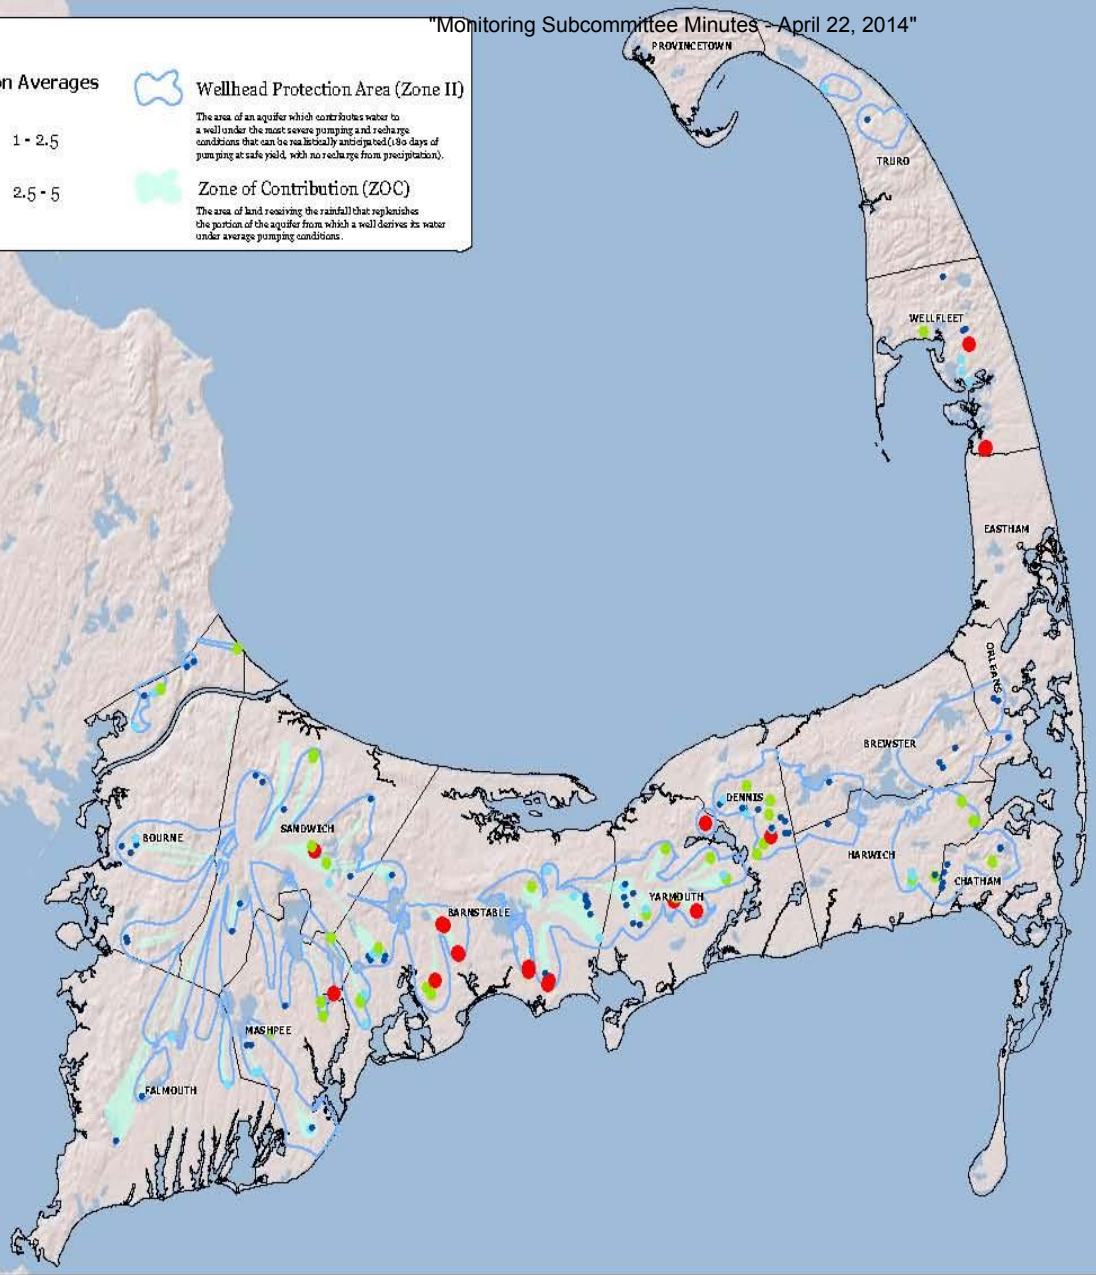 "Monitoring Subcommittee Minutes - April 22, 2014"
n Averages
1 - 2.5
2.5 - 5
Wellhead Protection Area (Zone II)
The area of an aquifer which contributes water to
a well under the most severe pumping and recharge
conditions that can be realistically anticipated (180 days of
pumping at safe yield, with no recharge from precipitation).
Zone of Contribution (ZOC)
The area of land receiving the rainfall that replenishes
the portion of the aquifer from which a well derives its water
under average pumping conditions.
PROVINCETOWN
TRURO
WELLFLEET
EASTHAM
ORLEANS
BREWSTER
DENNIS
HARWICH
CHATHAM
YARMOUTH
BARNSTABLE
SANDWICH
BOURNE
MASHPEE
FALMOUTH